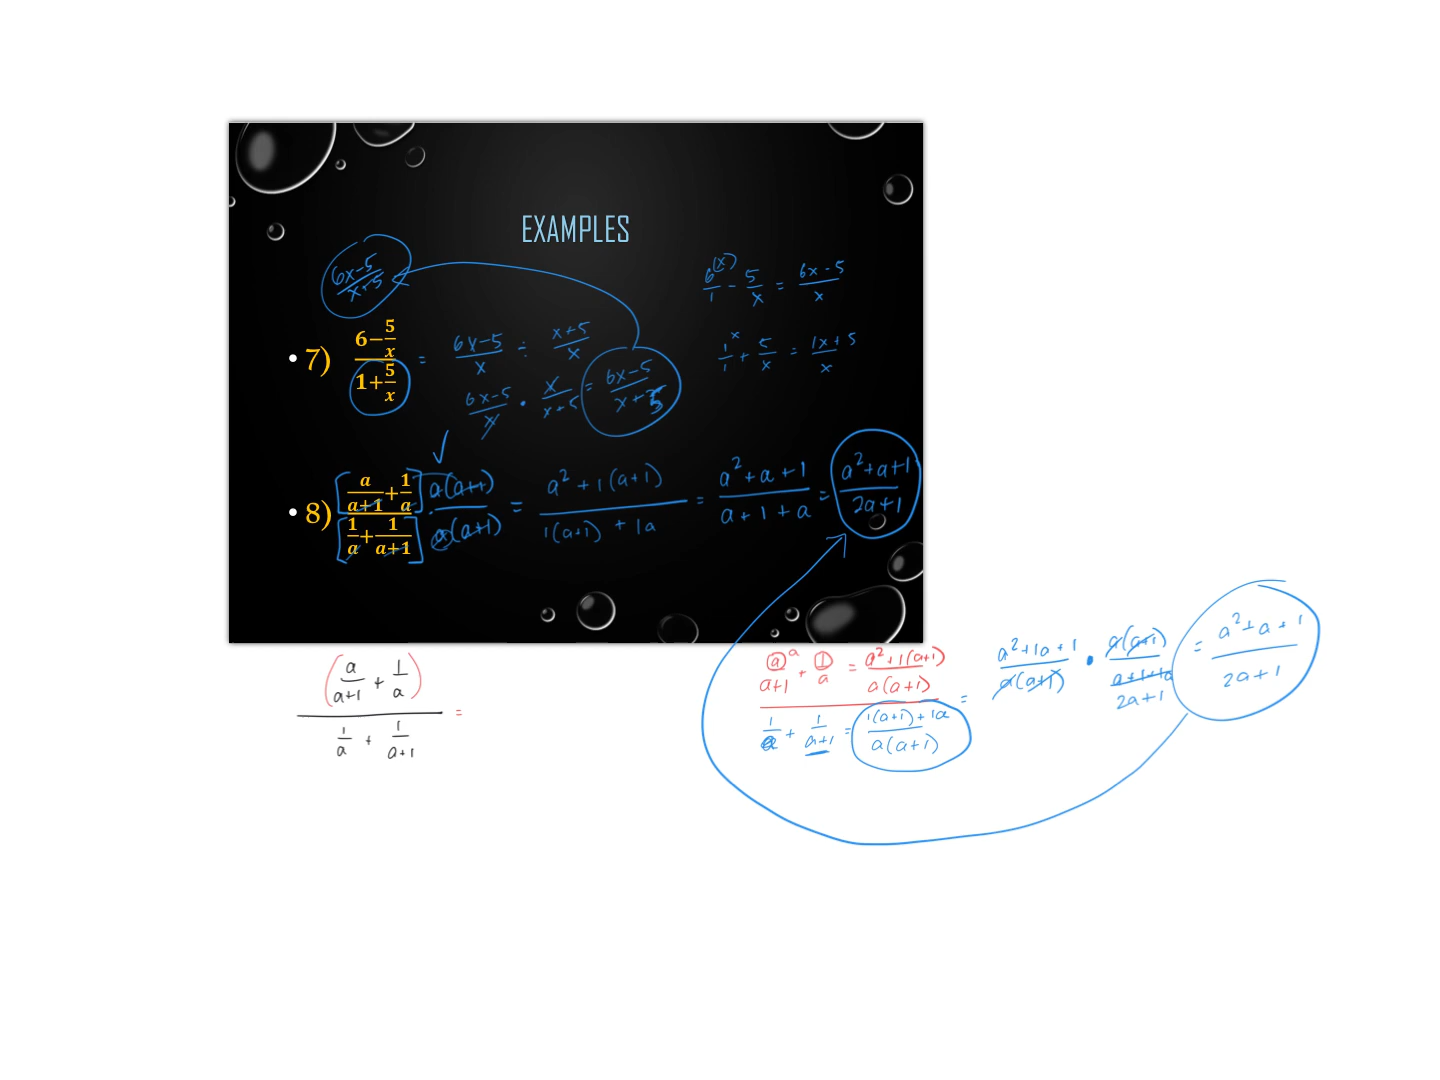 EXAMPLES
(6x-5)/(x+5)
6^(x)/1 - 5/x = (6x-5)/x
1^x/1 + 5/x = (1x+5)/x
• 7) (6-5/x)/(1+5/x) = (6x-5)/x ÷ (x+5)/x
(6x-5)/x · x/(x+5) = (6x-5)/(x+5)
✓
• 8) [a/(a+1)+1/a]/[1/a+1/(a+1)] · a(a+1)/a(a+1) = (a²+1(a+1))/(1(a+1)+1a) = (a²+a+1)/(a+1+a) = (a²+a+1)/(2a+1)
(a/(a+1) + 1/a)/(1/a + 1/(a+1)) =
a^a/(a+1) + 1/a = (a²+1(a+1))/(a(a+1))
1/a + 1/(a+1) = (1(a+1)+1a)/(a(a+1))
= (a²+1a+1)/(a(a+1)) • a(a+1)/(a+1+1a) = (a²+a+1)/(2a+1)
2a+1